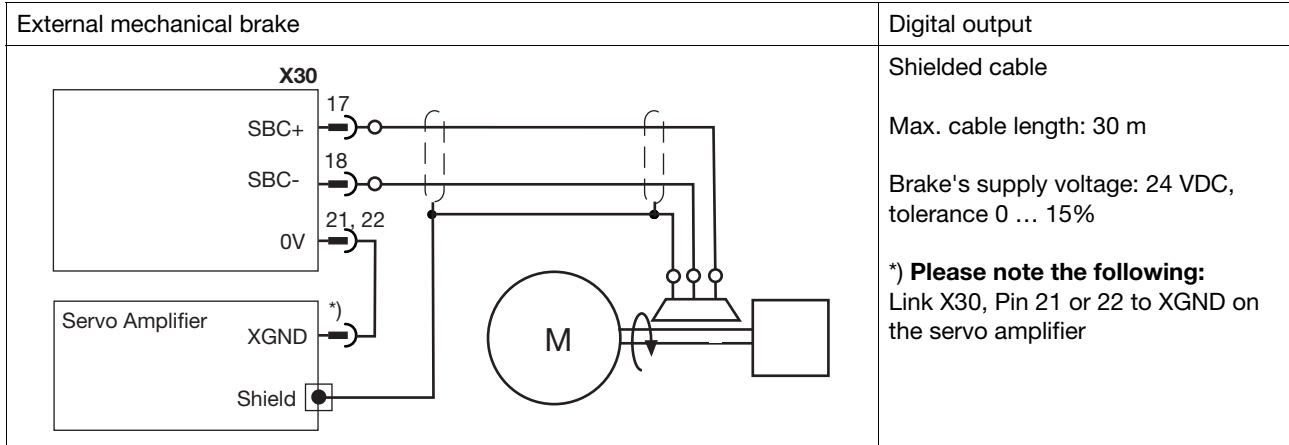 External mechanical brake
Digital output
X30
17
SBC+
18
SBC-
21, 22
0V
Servo Amplifier
*)
XGND
Shield
M
Shielded cable
Max. cable length: 30 m
Brake's supply voltage: 24 VDC,
tolerance 0 … 15%
*) Please note the following:
Link X30, Pin 21 or 22 to XGND on
the servo amplifier